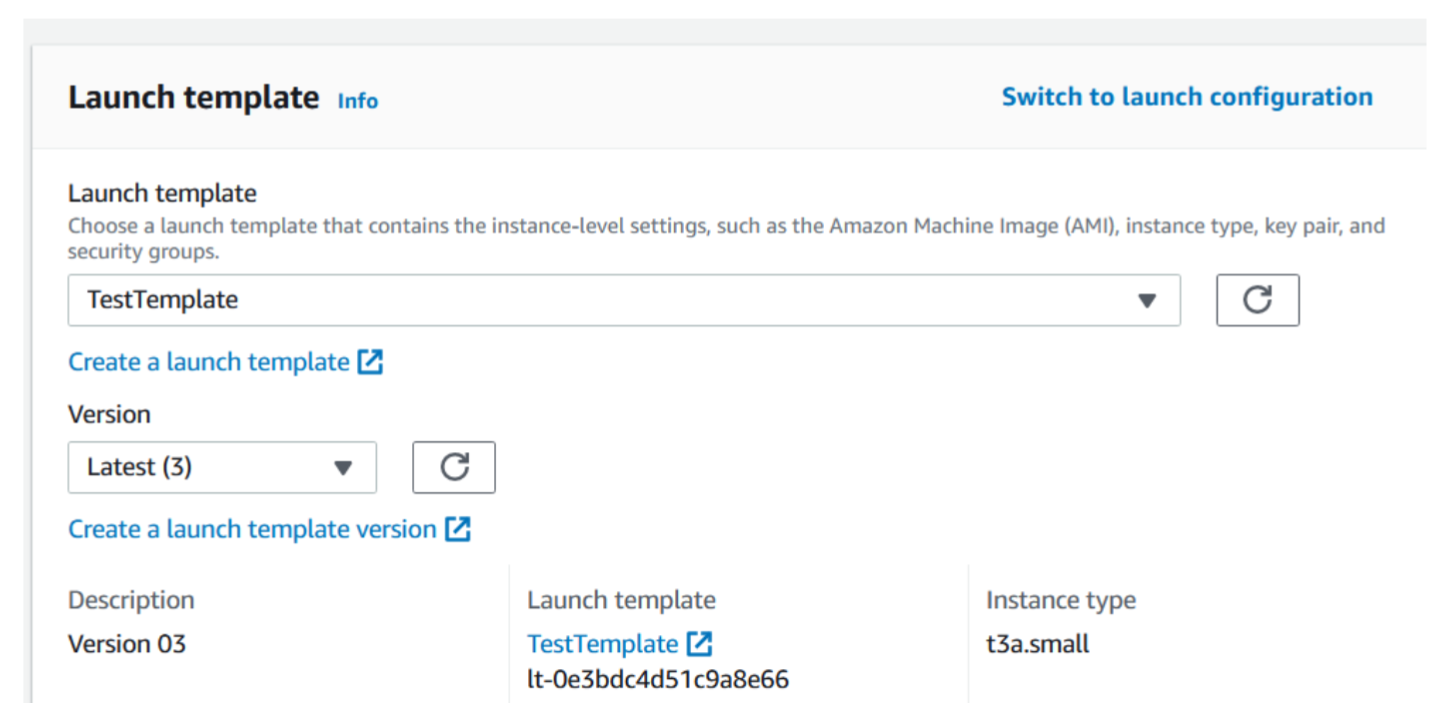 Launch template Info
Switch to launch configuration
Launch template
Choose a launch template that contains the instance-level settings, such as the Amazon Machine Image (AMI), instance type, key pair, and
security groups.
TestTemplate
Create a launch template
Version
Latest (3)
Create a launch template version
Description
Version 03
Launch template
TestTemplate
lt-0e3bdc4d51c9a8e66
Instance type
t3a.small